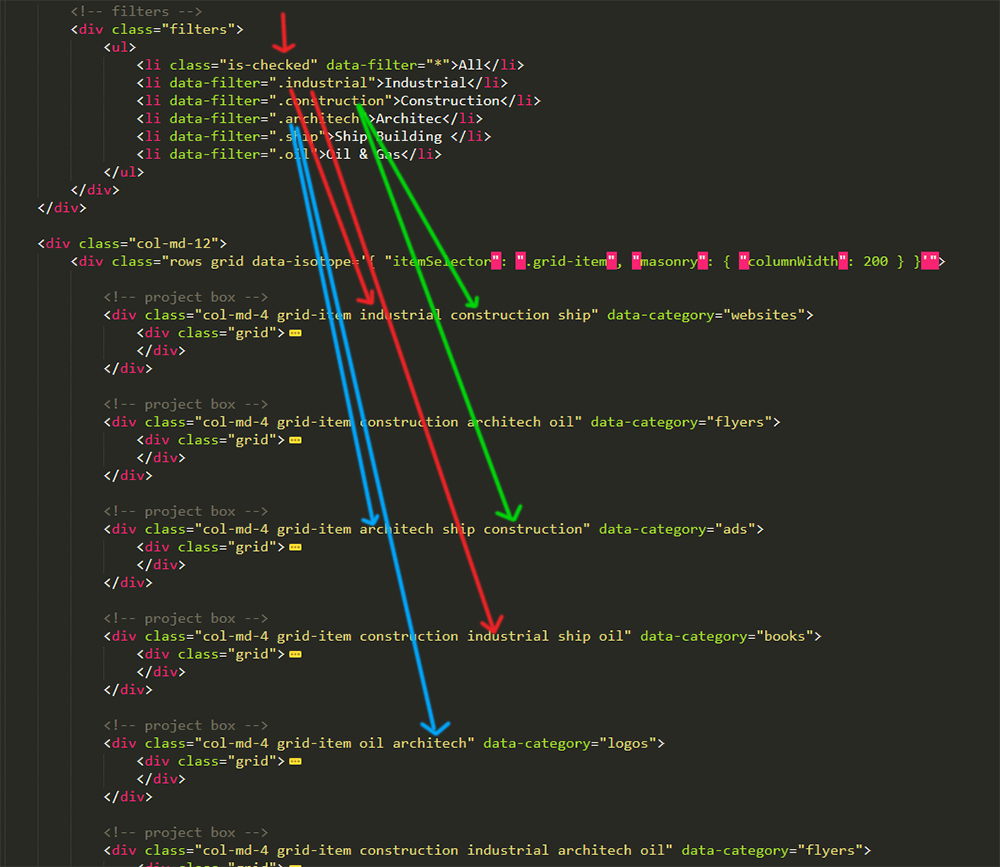 <!-- filters -->
<div class="filters">
<ul>
<li class="is-checked" data-filter="*">All</li>
<li data-filter=".industrial">Industrial</li>
<li data-filter=".construction">Construction</li>
<li data-filter=".architech">Architec</li>
<li data-filter=".ship">Ship Building </li>
<li data-filter=".oil">Oil & Gas</li>
</ul>
</div>
</div>
<div class="col-md-12">
<div class="rows grid data-isotope='{ "itemSelector": ".grid-item", "masonry": { "columnWidth": 200 } }'">
<!-- project box -->
<div class="col-md-4 grid-item industrial construction ship" data-category="websites">
<div class="grid">
</div>
</div>
<!-- project box -->
<div class="col-md-4 grid-item construction architech oil" data-category="flyers">
<div class="grid">
</div>
</div>
<!-- project box -->
<div class="col-md-4 grid-item architech ship construction" data-category="ads">
<div class="grid">
</div>
</div>
<!-- project box -->
<div class="col-md-4 grid-item construction industrial ship oil" data-category="books">
<div class="grid">
</div>
</div>
<!-- project box -->
<div class="col-md-4 grid-item oil architech" data-category="logos">
<div class="grid">
</div>
</div>
<!-- project box -->
<div class="col-md-4 grid-item construction industrial architech oil" data-category="flyers">
<div class="grid">